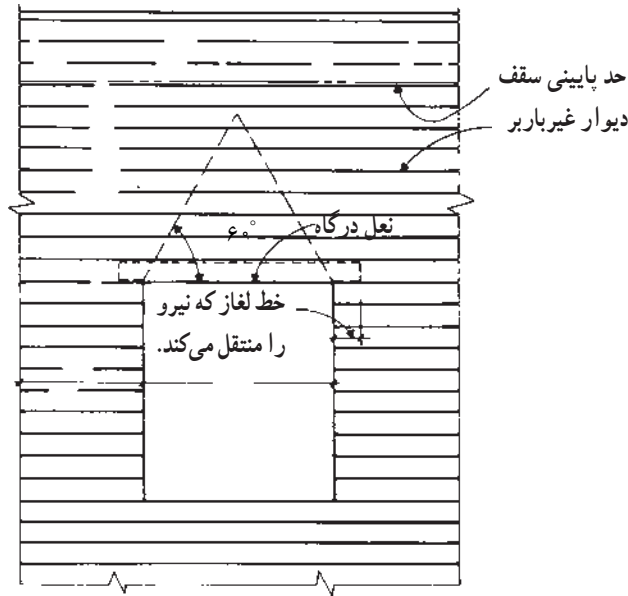 حد پایینی سقف
دیوار غیرباربر
نعل درگاه
۶۰°
خط لغاز که نیرو
را منتقل می‌کند.